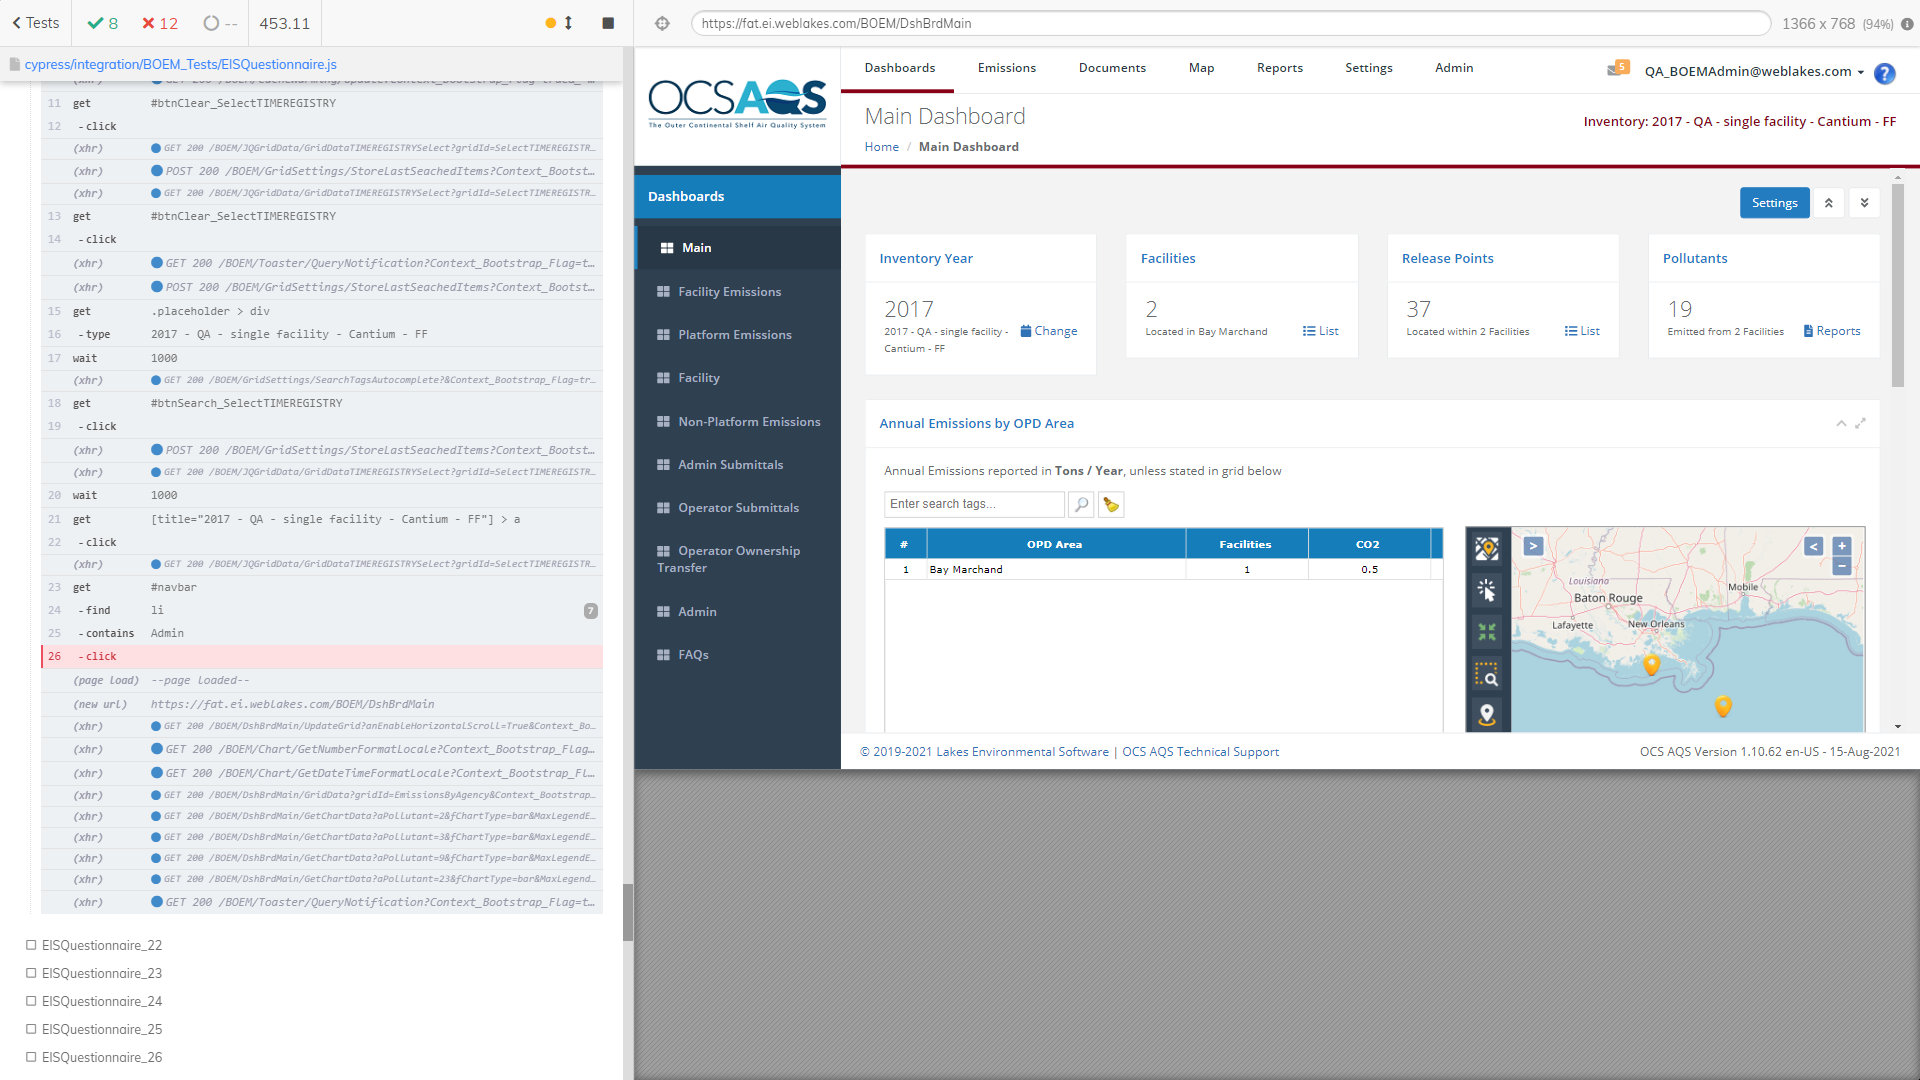 Tests
8
12
--
453.11
cypress/integration/BOEM_Tests/EISQuestionnaire.js
11 get #btnClear_SelectTIMEREGISTRY
12 -click
(xhr) GET 200 /BOEM/JQGridData/GridDataTIMEREGISTRYSelect?gridId=SelectTIMEREGISTR...
(xhr) POST 200 /BOEM/GridSettings/StoreLastSeachedItems?Context_Bootst...
(xhr) GET 200 /BOEM/JQGridData/GridDataTIMEREGISTRYSelect?gridId=SelectTIMEREGISTR...
13 get #btnClear_SelectTIMEREGISTRY
14 -click
(xhr) GET 200 /BOEM/Toaster/QueryNotification?Context_Bootstrap_Flag=t...
(xhr) POST 200 /BOEM/GridSettings/StoreLastSeachedItems?Context_Bootst...
15 get .placeholder > div
16 -type 2017 - QA - single facility - Cantium - FF
17 wait 1000
(xhr) GET 200 /BOEM/GridSettings/SearchTagsAutocomplete?&Context_Bootstrap_Flag=tr...
18 get #btnSearch_SelectTIMEREGISTRY
19 -click
(xhr) POST 200 /BOEM/GridSettings/StoreLastSeachedItems?Context_Bootst...
(xhr) GET 200 /BOEM/JQGridData/GridDataTIMEREGISTRYSelect?gridId=SelectTIMEREGISTR...
20 wait 1000
21 get [title="2017 - QA - single facility - Cantium - FF"] > a
22 -click
(xhr) GET 200 /BOEM/JQGridData/GridDataTIMEREGISTRYSelect?gridId=SelectTIMEREGISTR...
23 get #navbar
24 -find li 7
25 -contains Admin
26 -click
(page load) --page loaded--
(new url) https://fat.ei.weblakes.com/BOEM/DshBrdMain
(xhr) GET 200 /BOEM/DshBrdMain/UpdateGrid?anEnableHorizontalScroll=True&Context_Bo...
(xhr) GET 200 /BOEM/Chart/GetNumberFormatLocale?Context_Bootstrap_Flag...
(xhr) GET 200 /BOEM/Chart/GetDateTimeFormatLocale?Context_Bootstrap_Fl...
(xhr) GET 200 /BOEM/DshBrdMain/GridData?gridId=EmissionsByAgency&Context_Bootstrap...
(xhr) GET 200 /BOEM/DshBrdMain/GetChartData?aPollutant=2&fChartType=bar&MaxLegendE...
(xhr) GET 200 /BOEM/DshBrdMain/GetChartData?aPollutant=3&fChartType=bar&MaxLegendE...
(xhr) GET 200 /BOEM/DshBrdMain/GetChartData?aPollutant=9&fChartType=bar&MaxLegendE...
(xhr) GET 200 /BOEM/DshBrdMain/GetChartData?aPollutant=23&fChartType=bar&MaxLegend...
(xhr) GET 200 /BOEM/Toaster/QueryNotification?Context_Bootstrap_Flag=t...
EISQuestionnaire_22
EISQuestionnaire_23
EISQuestionnaire_24
EISQuestionnaire_25
EISQuestionnaire_26
https://fat.ei.weblakes.com/BOEM/DshBrdMain
1366 x 768 (94%)
OCSAQS
The Outer Continental Shelf Air Quality System
Dashboards Emissions Documents Map Reports Settings Admin
5
QA_BOEMAdmin@weblakes.com
?
Main Dashboard
Home / Main Dashboard
Inventory: 2017 - QA - single facility - Cantium - FF
Dashboards
Main
Facility Emissions
Platform Emissions
Facility
Non-Platform Emissions
Admin Submittals
Operator Submittals
Operator Ownership
Transfer
Admin
FAQs
Settings
Inventory Year
2017
2017 - QA - single facility -
Cantium - FF
Change
Facilities
2
Located in Bay Marchand
List
Release Points
37
Located within 2 Facilities
List
Pollutants
19
Emitted from 2 Facilities
Reports
Annual Emissions by OPD Area
Annual Emissions reported in Tons / Year, unless stated in grid below
Enter search tags...
# OPD Area Facilities CO2
1 Bay Marchand 1 0.5
> < +
−
Louisiana
Mobile
Baton Rouge
Lafayette
New Orleans
© 2019-2021 Lakes Environmental Software | OCS AQS Technical Support
OCS AQS Version 1.10.62 en-US - 15-Aug-2021